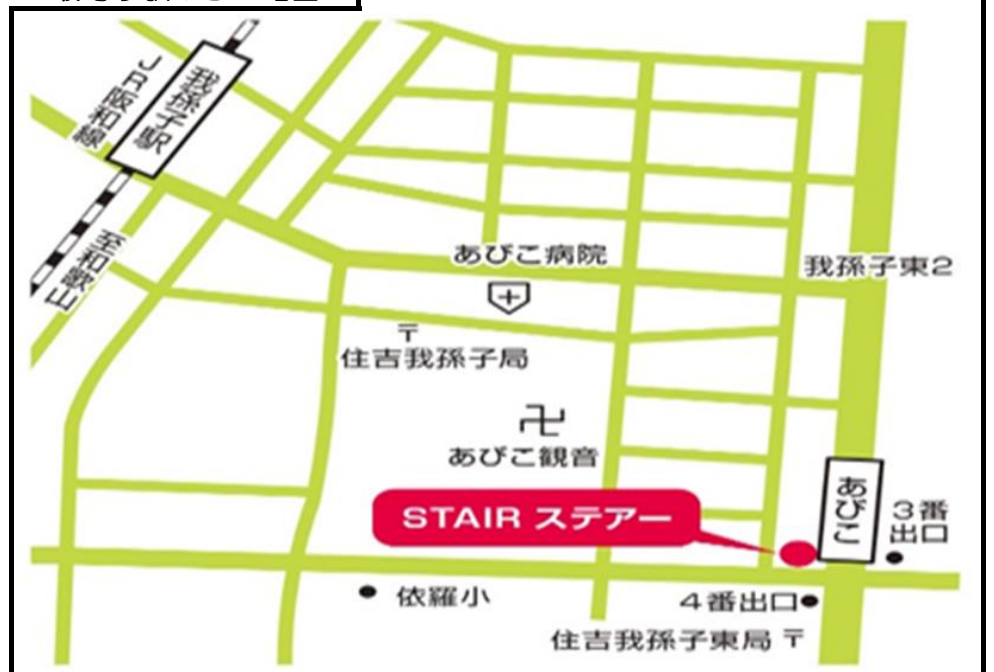 我孫子駅
JR阪和線
至和歌山
あびこ病院
我孫子東2
〒
住吉我孫子局
卍
あびこ観音
STAIR ステアー
あびこ
3番
出口
依羅小
4番出口
住吉我孫子東局 〒